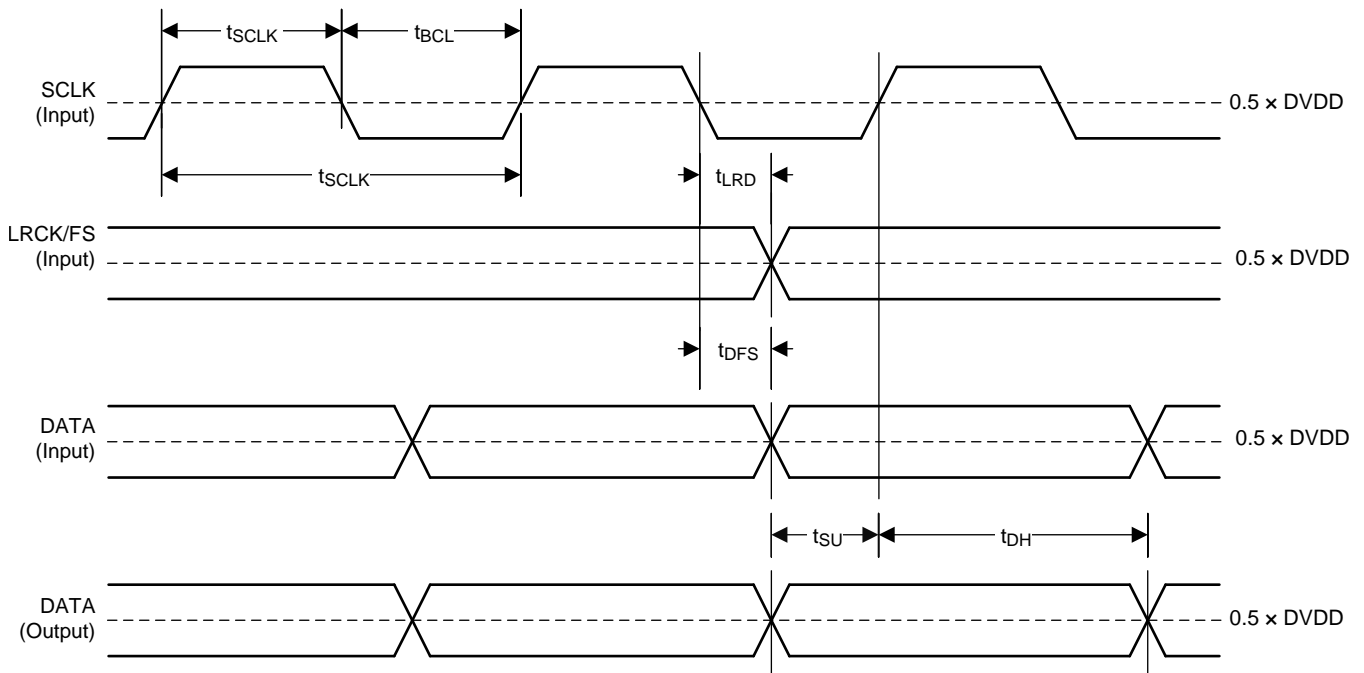 tSCLK tBCL
SCLK
(Input)
0.5 × DVDD
tSCLK tLRD
LRCK/FS
(Input)
0.5 × DVDD
tDFS
DATA
(Input)
0.5 × DVDD
tSU tDH
DATA
(Output)
0.5 × DVDD